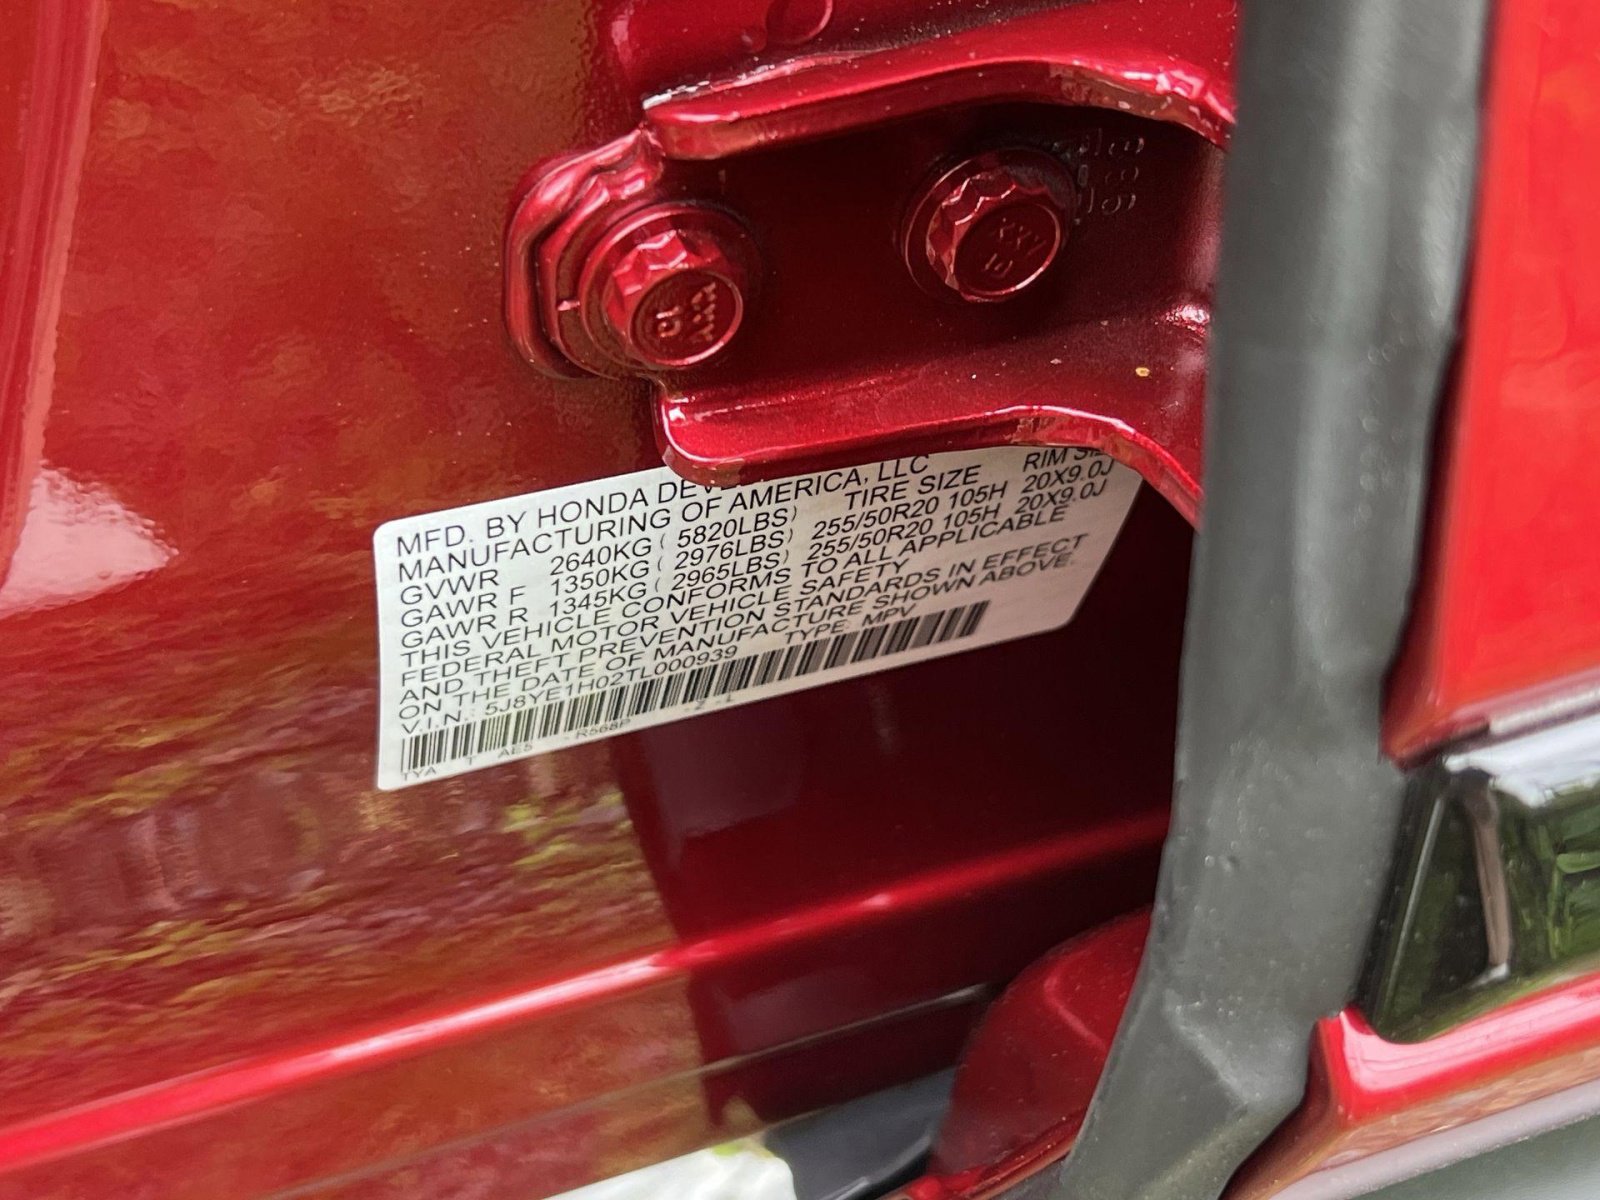 MFD. BY HONDA
MANUFACTURING OF AMERICA, LLC
TIRE SIZE RIM
GVWR 2640KG ( 5820LBS)
GAWR F 1350KG ( 2976LBS) 255/50R20 105H 20X9.0J
GAWR R 1345KG ( 2965LBS) 255/50R20 105H 20X9.0J
THIS VEHICLE CONFORMS TO ALL APPLICABLE
FEDERAL MOTOR VEHICLE SAFETY
AND THEFT PREVENTION STANDARDS IN EFFECT
ON THE DATE OF MANUFACTURE SHOWN ABOVE.
V.I.N.: 5J8YE1H02TL000939 TYPE: MPV
TYA T AE5 -R568P -Z -L